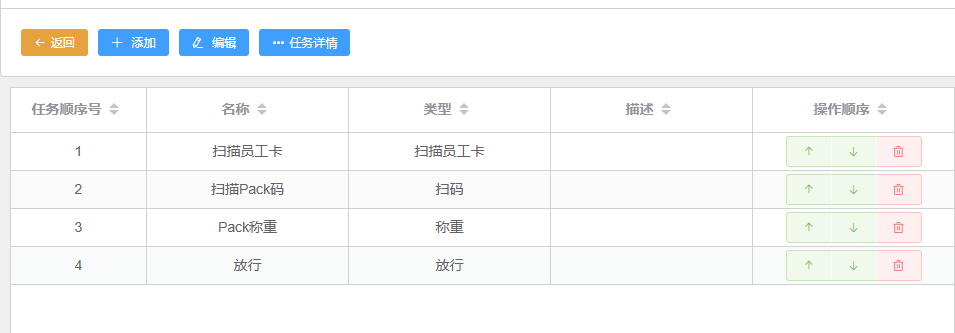 返回 添加 编辑 任务详情
任务顺序号 名称 类型 描述 操作顺序
1 扫描员工卡 扫描员工卡
2 扫描Pack码 扫码
3 Pack称重 称重
4 放行 放行